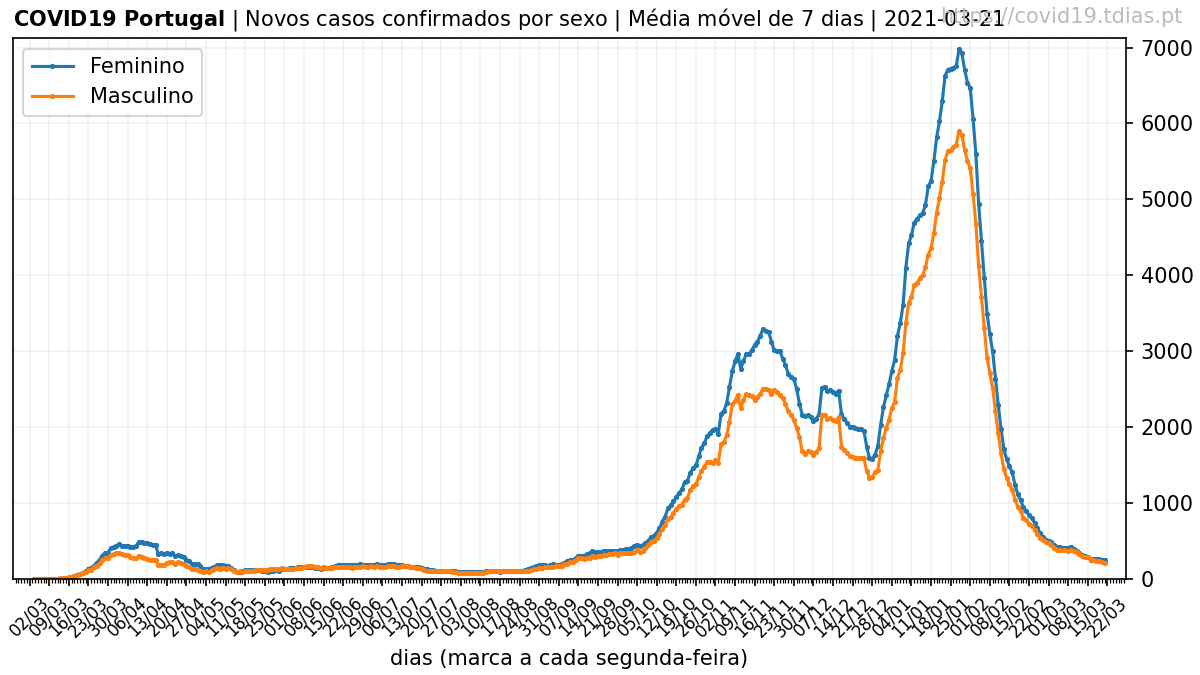 COVID19 Portugal | Novos casos confirmados por sexo | Média móvel de 7 dias | 2021-03-21
https://covid19.tdias.pt
Feminino
Masculino
7000
6000
5000
4000
3000
2000
1000
0
02/03 09/03 16/03 23/03 30/03 06/04 13/04 20/04 27/04 04/05 11/05 18/05 25/05 01/06 08/06 15/06 22/06 29/06 06/07 13/07 20/07 27/07 03/08 10/08 17/08 24/08 31/08 07/09 14/09 21/09 28/09 05/10 12/10 19/10 26/10 02/11 09/11 16/11 23/11 30/11 07/12 14/12 21/12 28/12 04/01 11/01 18/01 25/01 01/02 08/02 15/02 22/02 01/03 08/03 15/03 22/03
dias (marca a cada segunda-feira)